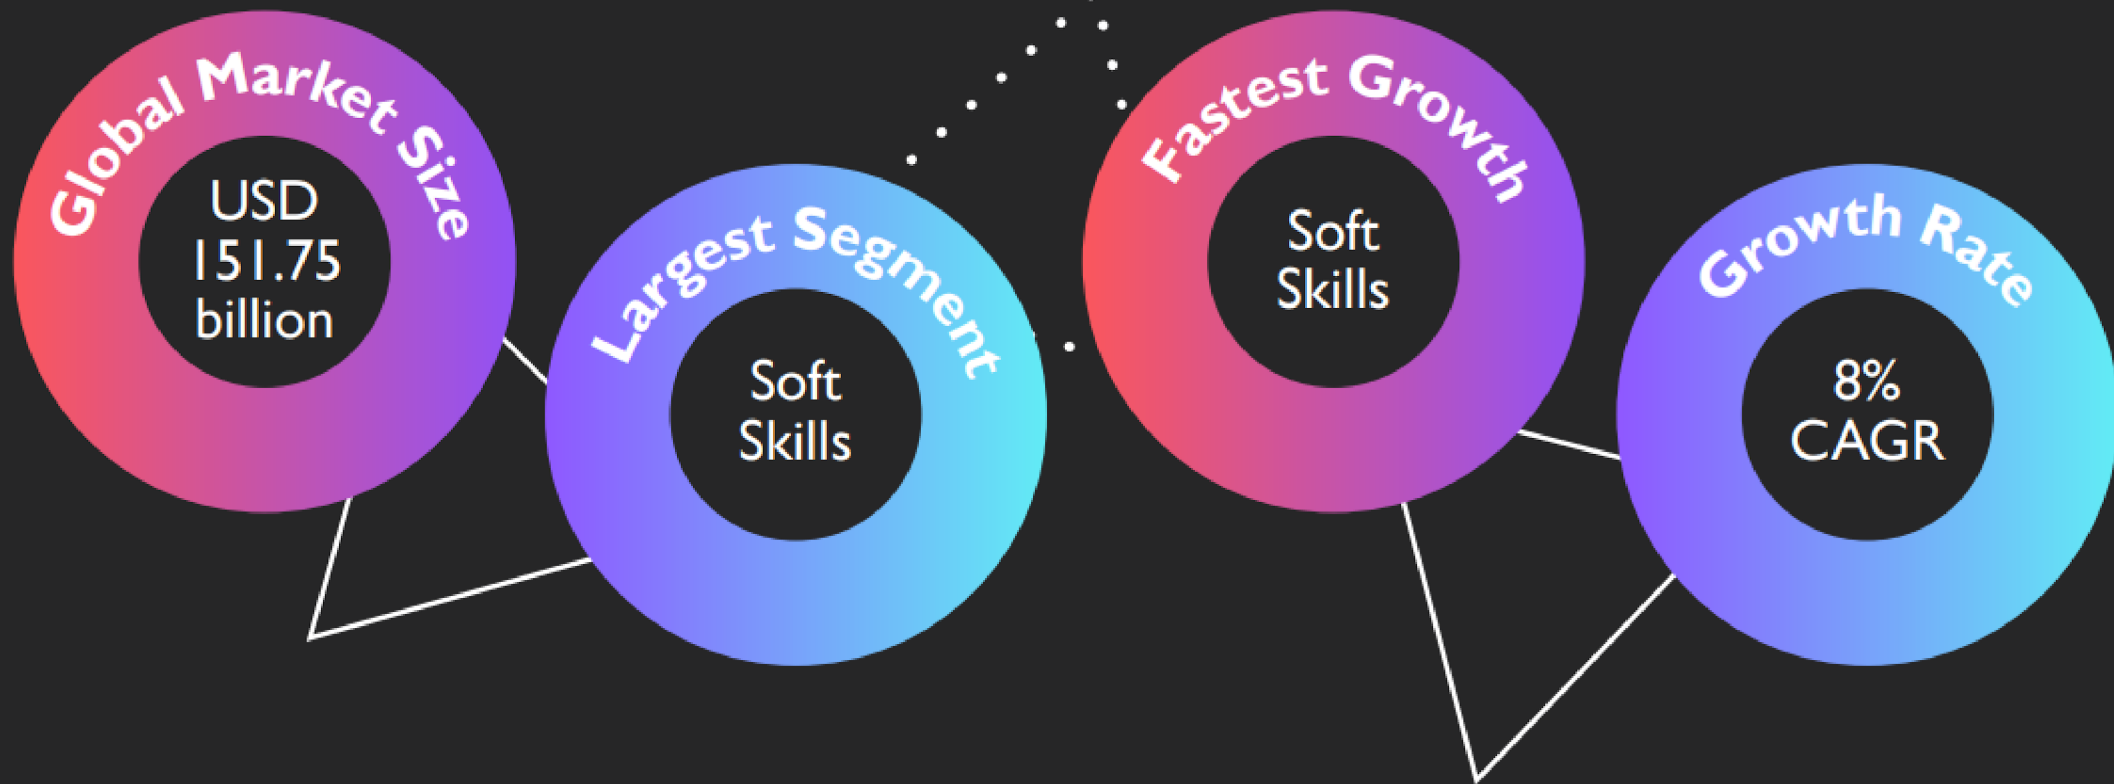 Global Market Size
USD
151.75
billion
Largest Segment
Soft
Skills
Fastest Growth
Soft
Skills
Growth Rate
8%
CAGR